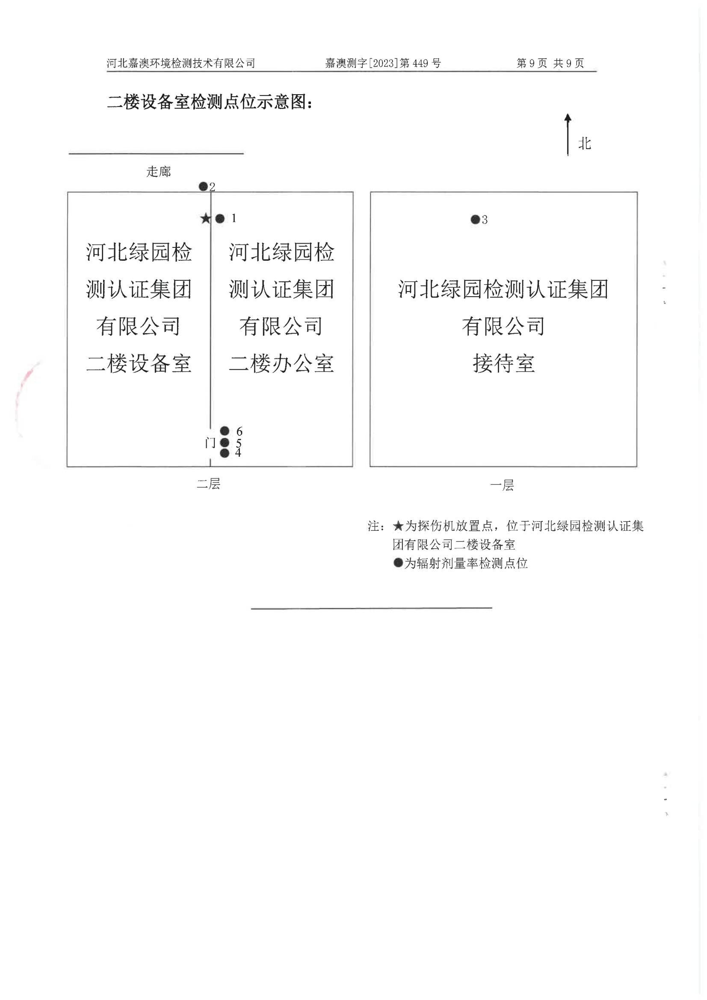 河北嘉澳环境检测技术有限公司 嘉澳测字[2023]第 449 号 第 9 页 共 9 页
二楼设备室检测点位示意图：
北
走廊
●2
★● 1
●3
河北绿园检
测认证集团
有限公司
二楼设备室
河北绿园检
测认证集团
有限公司
二楼办公室
河北绿园检测认证集团
有限公司
接待室
● 6
门● 5
● 4
二层
一层
注：★为探伤机放置点，位于河北绿园检测认证集
团有限公司二楼设备室
●为辐射剂量率检测点位